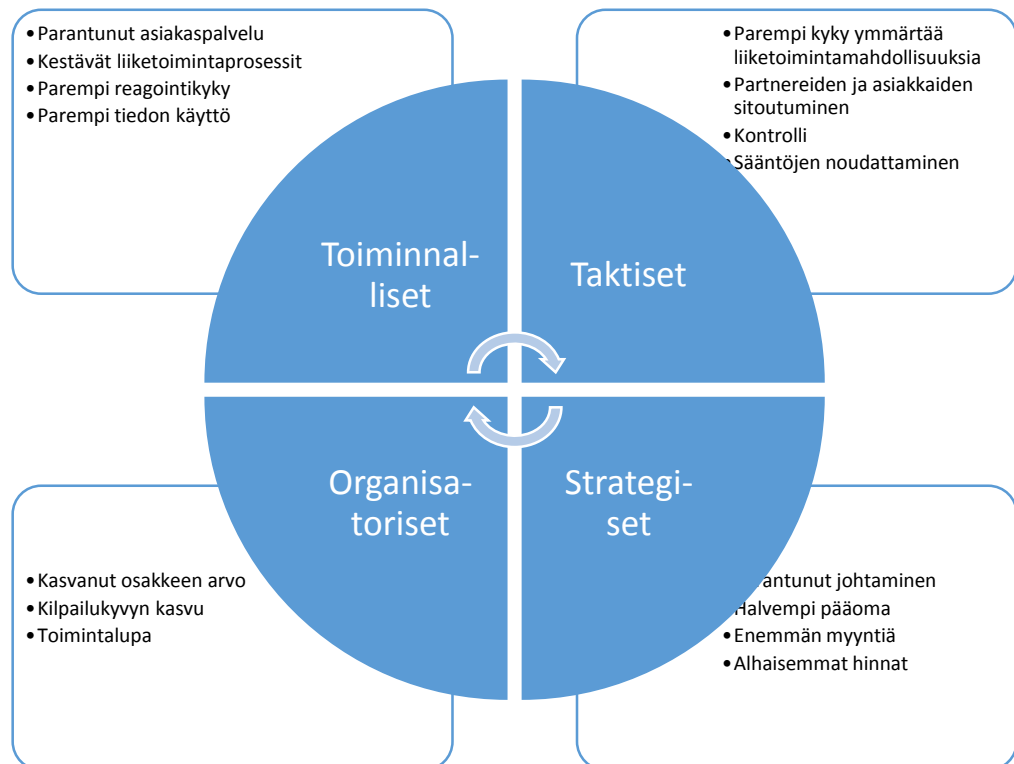 •Parantunut asiakaspalvelu
•Kestävät liiketoimintaprosessit
•Parempi reagointikyky
•Parempi tiedon käyttö
•Parempi kyky ymmärtää
liiketoimintamahdollisuuksia
•Partnereiden ja asiakkaiden
sitoutuminen
•Kontrolli
•Sääntöjen noudattaminen
Toiminnal-
liset
Taktiset
Organisa-
toriset
Strategi-
set
•Kasvanut osakkeen arvo
•Kilpailukyvyn kasvu
•Toimintalupa
rantunut johtaminen
Halvempi pääoma
•Enemmän myyntiä
•Alhaisemmat hinnat